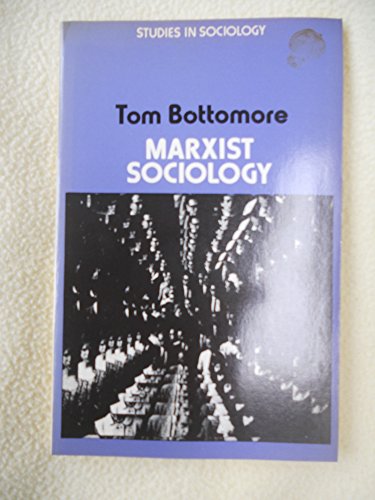 STUDIES IN SOCIOLOGY
Tom Bottomore
MARXIST
SOCIOLOGY